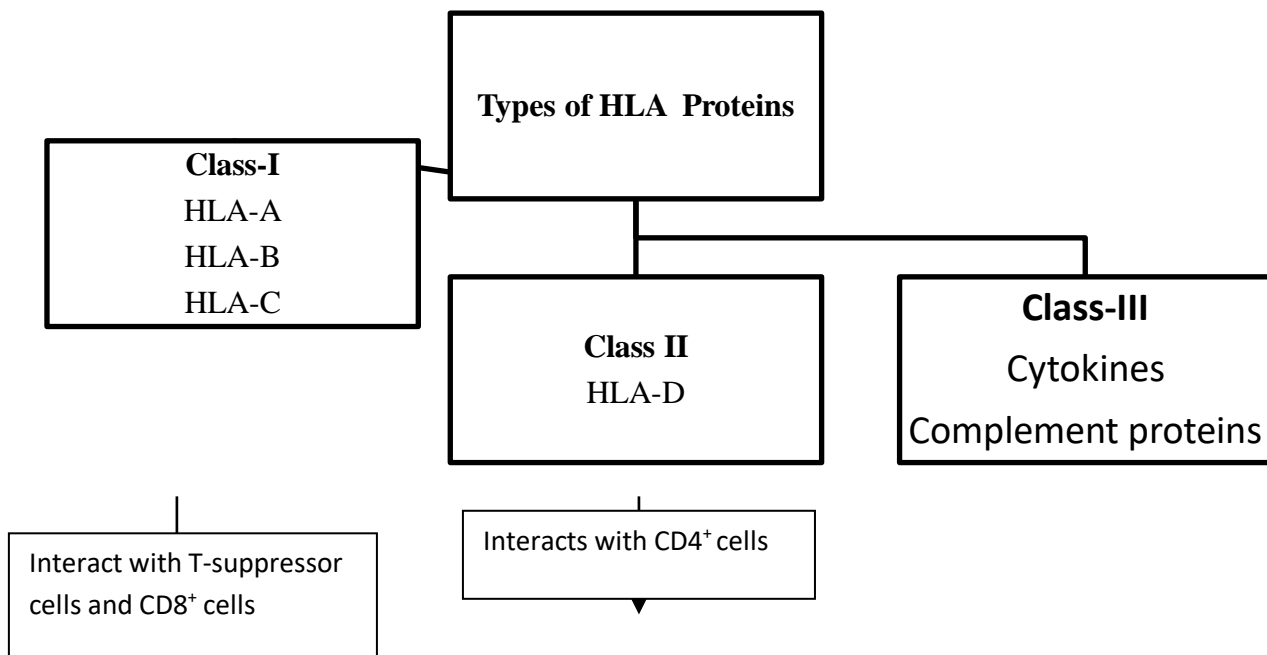 Types of HLA Proteins
Class-I
HLA-A
HLA-B
HLA-C
Class II
HLA-D
Class-III
Cytokines
Complement proteins
Interact with T-suppressor
cells and CD8⁺ cells
Interacts with CD4⁺ cells